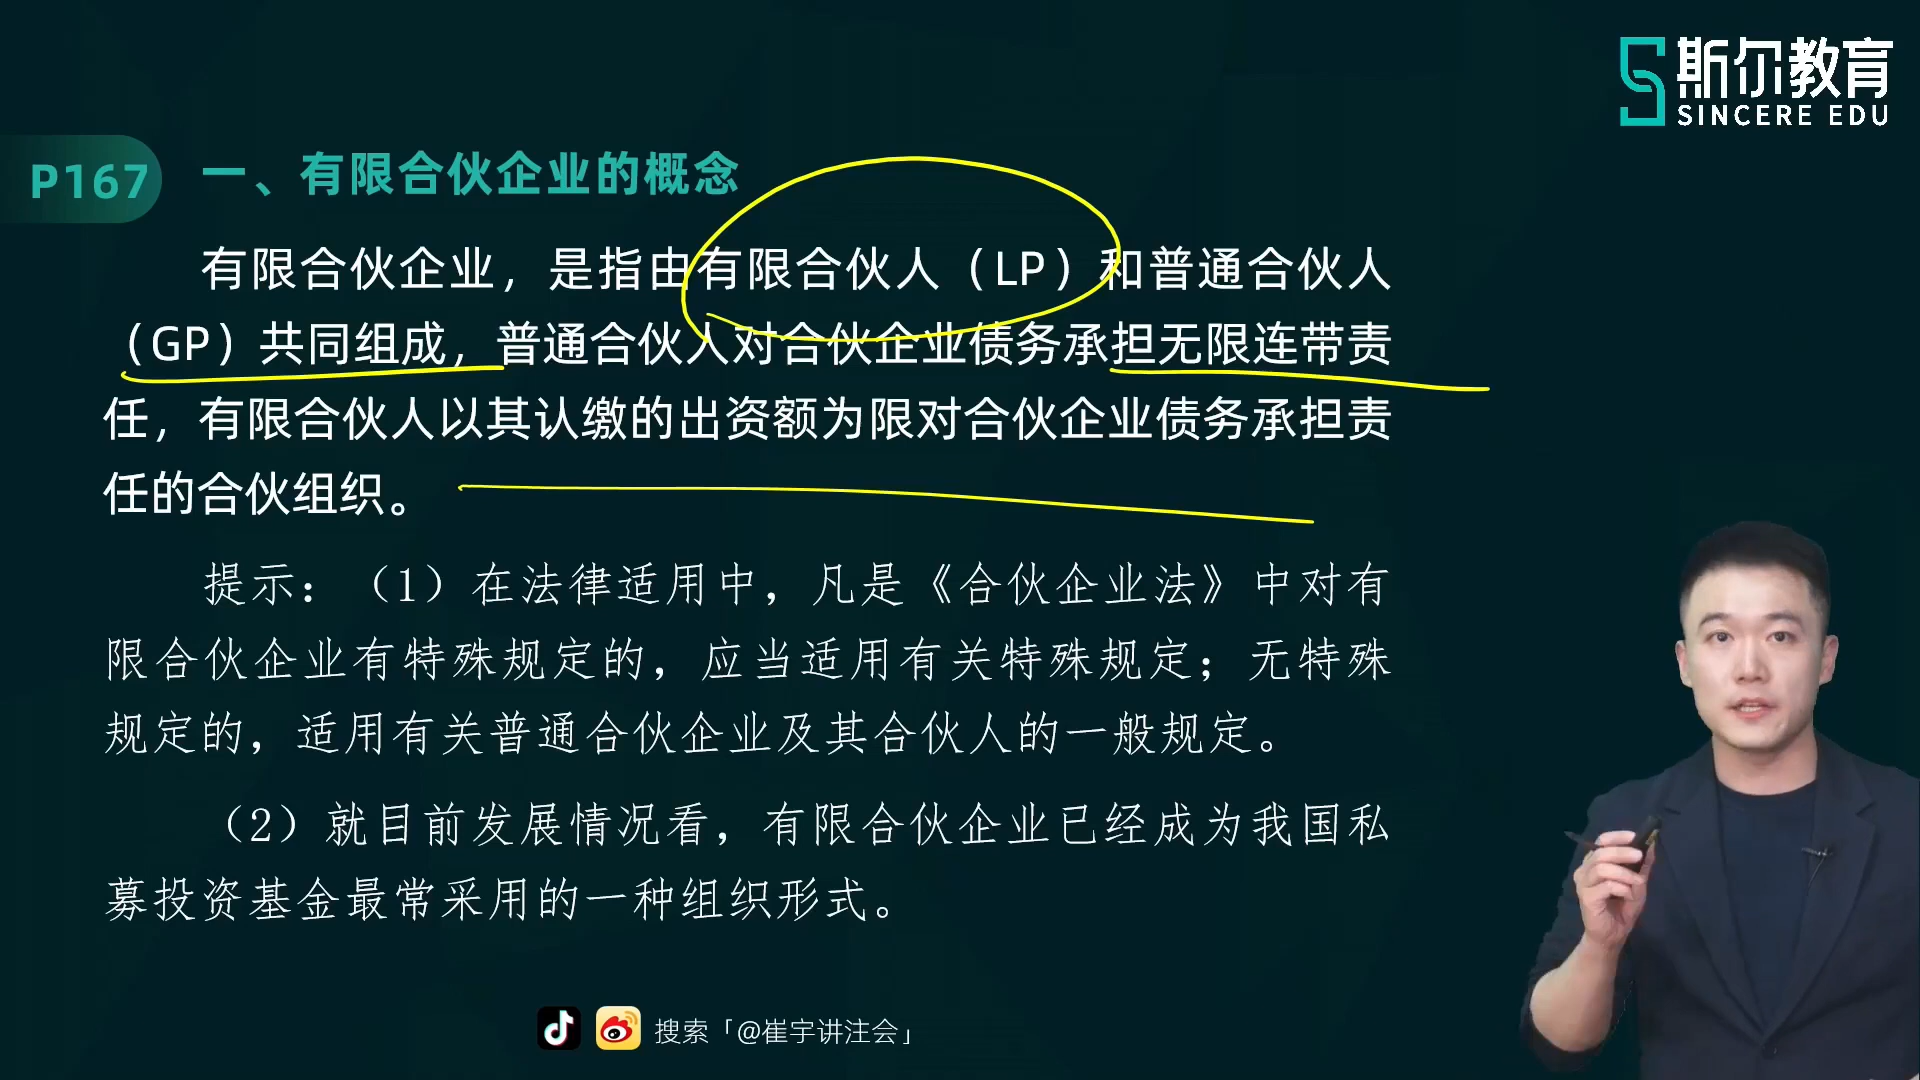 斯尔教育
SINCERE EDU
P167
一、有限合伙企业的概念
有限合伙企业，是指由有限合伙人（LP）和普通合伙人
（GP）共同组成，普通合伙人对合伙企业债务承担无限连带责
任，有限合伙人以其认缴的出资额为限对合伙企业债务承担责
任的合伙组织。
提示：（1）在法律适用中，凡是《合伙企业法》中对有
限合伙企业有特殊规定的，应当适用有关特殊规定；无特殊
规定的，适用有关普通合伙企业及其合伙人的一般规定。
（2）就目前发展情况看，有限合伙企业已经成为我国私
募投资基金最常采用的一种组织形式。
搜索「@崔宇讲注会」